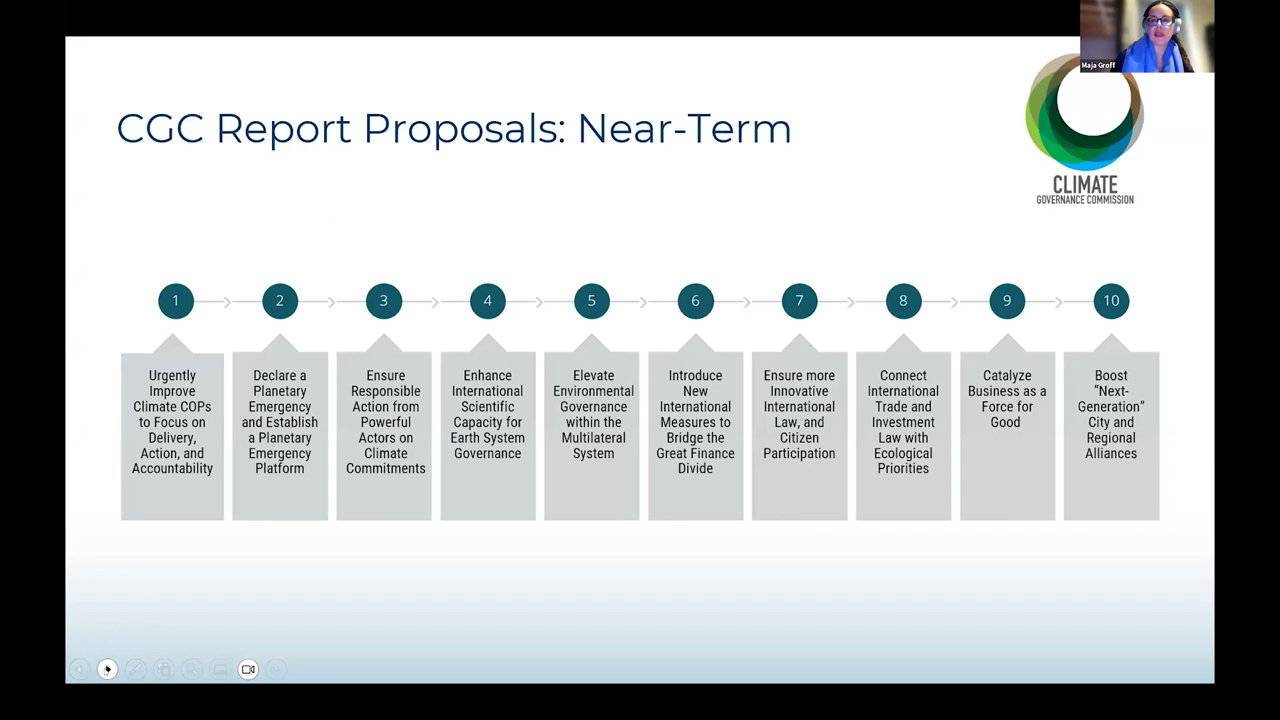 Maja Groff
CGC Report Proposals: Near-Term
CLIMATE
GOVERNANCE COMMISSION
1
2
3
4
5
6
7
8
9
10
Urgently
Improve
Climate COPs
to Focus on
Delivery,
Action, and
Accountability
Declare a
Planetary
Emergency
and Establish
a Planetary
Emergency
Platform
Ensure
Responsible
Action from
Powerful
Actors on
Climate
Commitments
Enhance
International
Scientific
Capacity for
Earth System
Governance
Elevate
Environmental
Governance
within the
Multilateral
System
Introduce
New
International
Measures to
Bridge the
Great Finance
Divide
Ensure more
Innovative
International
Law, and
Citizen
Participation
Connect
International
Trade and
Investment
Law with
Ecological
Priorities
Catalyze
Business as a
Force for
Good
Boost
“Next-
Generation”
City and
Regional
Alliances